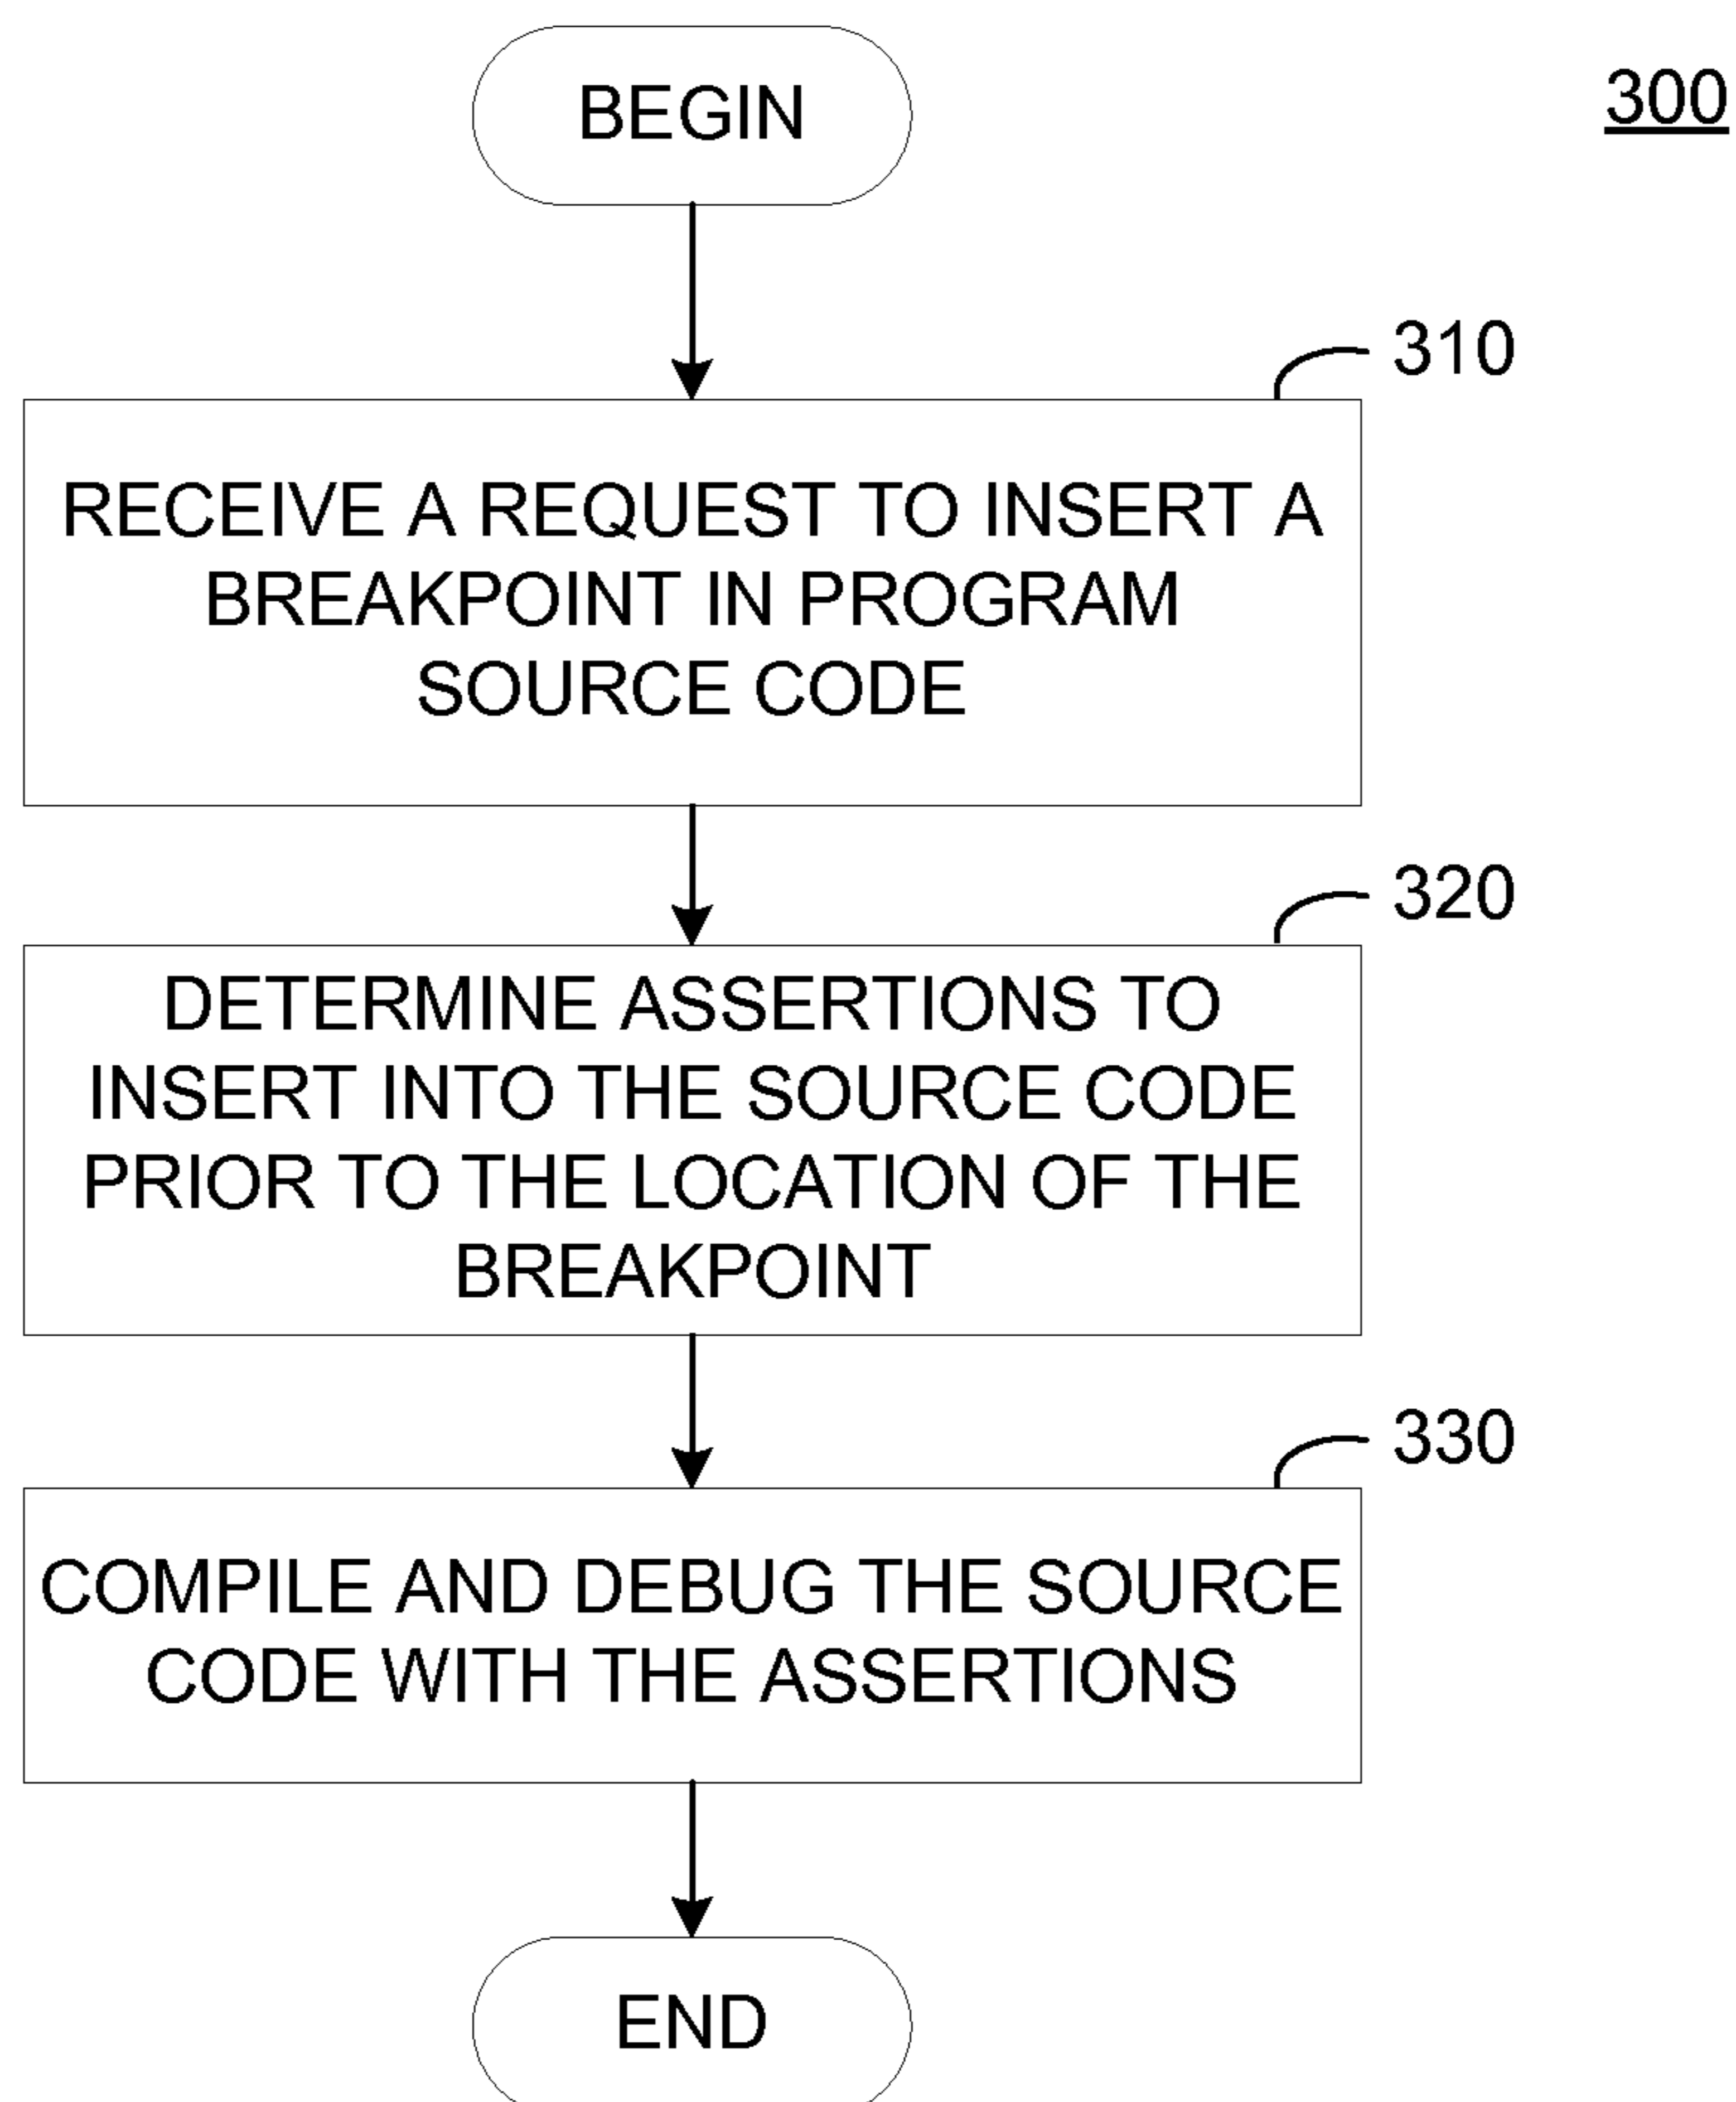 BEGIN
300
310
RECEIVE A REQUEST TO INSERT A
BREAKPOINT IN PROGRAM
SOURCE CODE
320
DETERMINE ASSERTIONS TO
INSERT INTO THE SOURCE CODE
PRIOR TO THE LOCATION OF THE
BREAKPOINT
330
COMPILE AND DEBUG THE SOURCE
CODE WITH THE ASSERTIONS
END